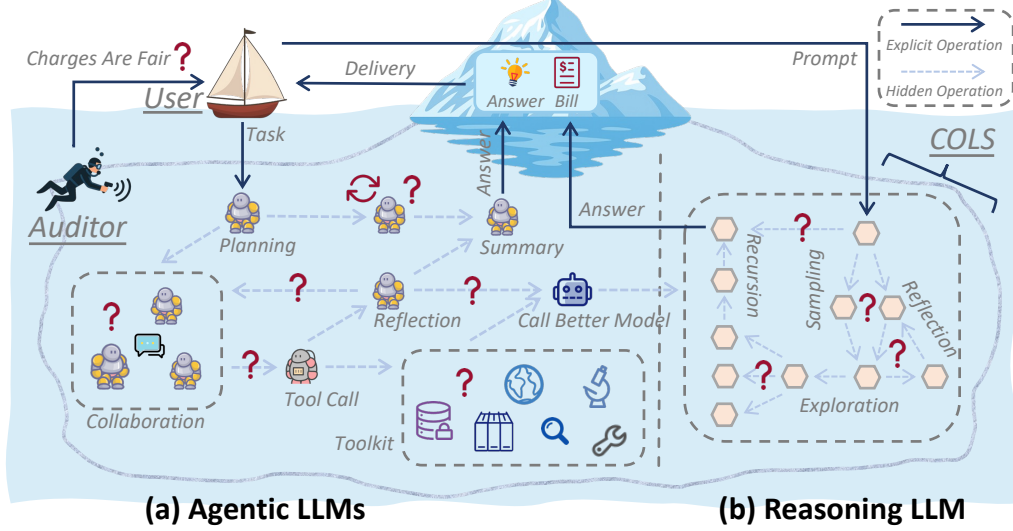 Charges Are Fair ?
User
Delivery
Answer
Bill
$
Prompt
Explicit Operation
Hidden Operation
COLS
Task
Auditor
Answer
Answer
?
?
Planning
Summary
Recursion
Sampling
Reflection
?
?
?
?
?
Reflection
Call Better Model
?
?
?
Exploration
Collaboration
Tool Call
?
Toolkit
(a) Agentic LLMs
(b) Reasoning LLM